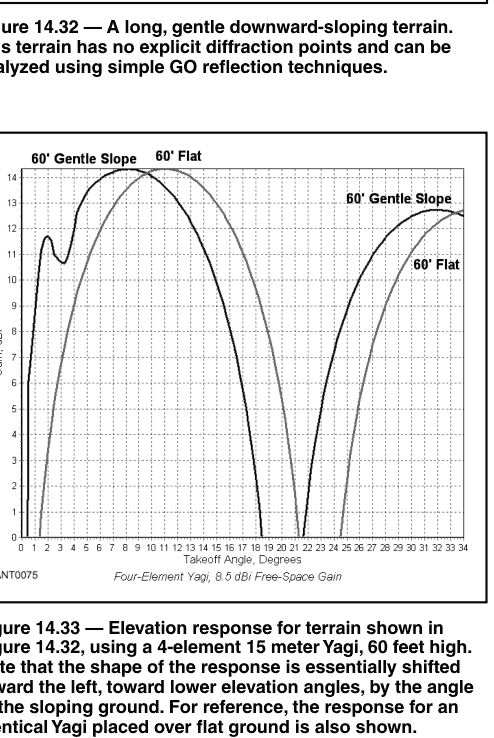 ure 14.32 — A long, gentle downward-sloping terrain.
s terrain has no explicit diffraction points and can be
alyzed using simple GO reflection techniques.
60' Gentle Slope 60' Flat
60' Gentle Slope
60' Flat
14
13
12
11
10
9
8
7
6
5
4
3
2
1
0
0 1 2 3 4 5 6 7 8 9 10 11 12 13 14 15 16 17 18 19 20 21 22 23 24 25 26 27 28 29 30 31 32 33 34
Takeoff Angle, Degrees
ANT0075 Four-Element Yagi, 8.5 dBi Free-Space Gain
gure 14.33 — Elevation response for terrain shown in
gure 14.32, using a 4-element 15 meter Yagi, 60 feet high.
te that the shape of the response is essentially shifted
ward the left, toward lower elevation angles, by the angle
the sloping ground. For reference, the response for an
entical Yagi placed over flat ground is also shown.